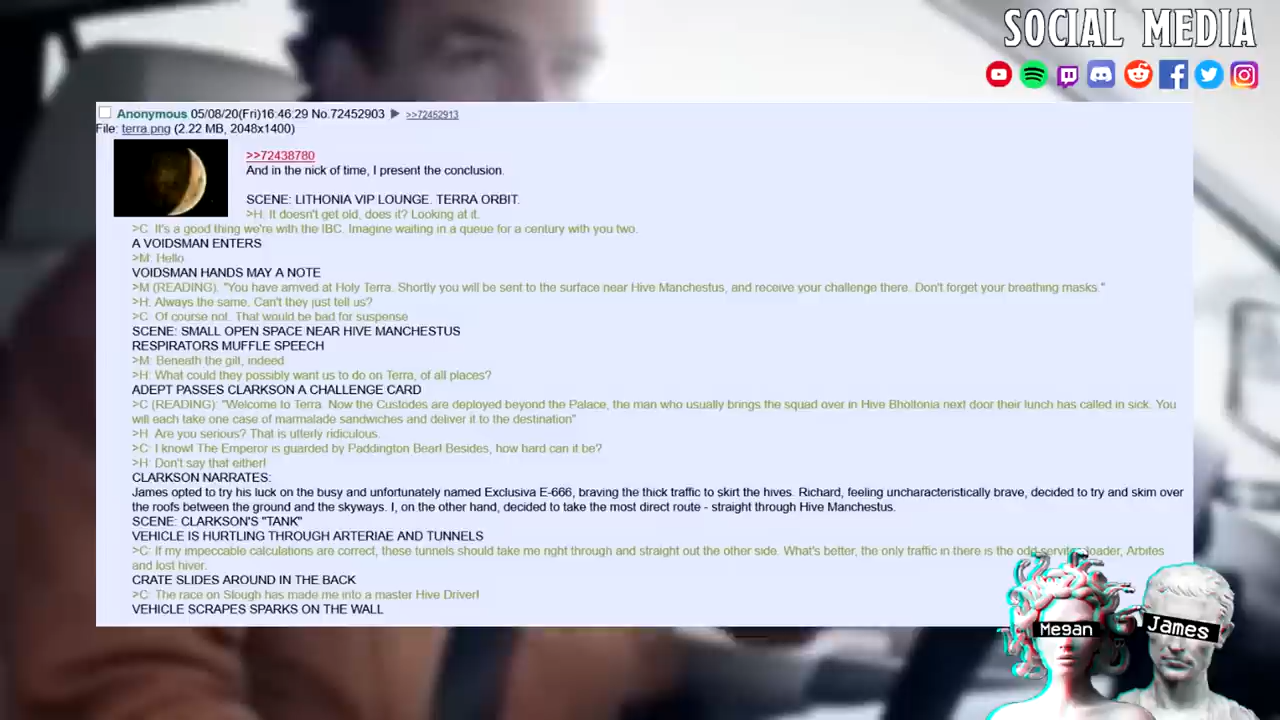 SOCIAL MEDIA
Anonymous 05/08/20(Fri)16:46:29 No.72452903 ▶ >>72452913
File: terra.png (2.22 MB, 2048x1400)
>>72438780
And in the nick of time, I present the conclusion.
SCENE: LITHONIA VIP LOUNGE. TERRA ORBIT.
>H: It doesn't get old, does it? Looking at it.
>C: It's a good thing we're with the IBC. Imagine waiting in a queue for a century with you two.
A VOIDSMAN ENTERS
>M: Hello.
VOIDSMAN HANDS MAY A NOTE
>M (READING): "You have arrived at Holy Terra. Shortly you will be sent to the surface near Hive Manchestus, and receive your challenge there. Don't forget your breathing masks."
>H: Always the same. Can't they just tell us?
>C: Of course not. That would be bad for suspense
SCENE: SMALL OPEN SPACE NEAR HIVE MANCHESTUS
RESPIRATORS MUFFLE SPEECH
>M: Beneath the gilt, indeed
>H: What could they possibly want us to do on Terra, of all places?
ADEPT PASSES CLARKSON A CHALLENGE CARD
>C (READING): "Welcome to Terra. Now the Custodes are deployed beyond the Palace, the man who usually brings the squad over in Hive Bholtonia next door their lunch has called in sick. You
will each take one case of marmalade sandwiches and deliver it to the destination"
>H: Are you serious? That is utterly ridiculous.
>C: I know! The Emperor is guarded by Paddington Bear! Besides, how hard can it be?
>H: Don't say that either!
CLARKSON NARRATES:
James opted to try his luck on the busy and unfortunately named Exclusiva E-666, braving the thick traffic to skirt the hives. Richard, feeling uncharacteristically brave, decided to try and skim over
the roofs between the ground and the skyways. I, on the other hand, decided to take the most direct route - straight through Hive Manchestus.
SCENE: CLARKSON'S "TANK"
VEHICLE IS HURTLING THROUGH ARTERIAE AND TUNNELS
>C: If my impeccable calculations are correct, these tunnels should take me right through and straight out the other side. What's better, the only traffic in there is the odd servitor, loader, Arbites
and lost hiver.
CRATE SLIDES AROUND IN THE BACK
>C: The race on Slough has made me into a master Hive Driver!
VEHICLE SCRAPES SPARKS ON THE WALL
Megan
James